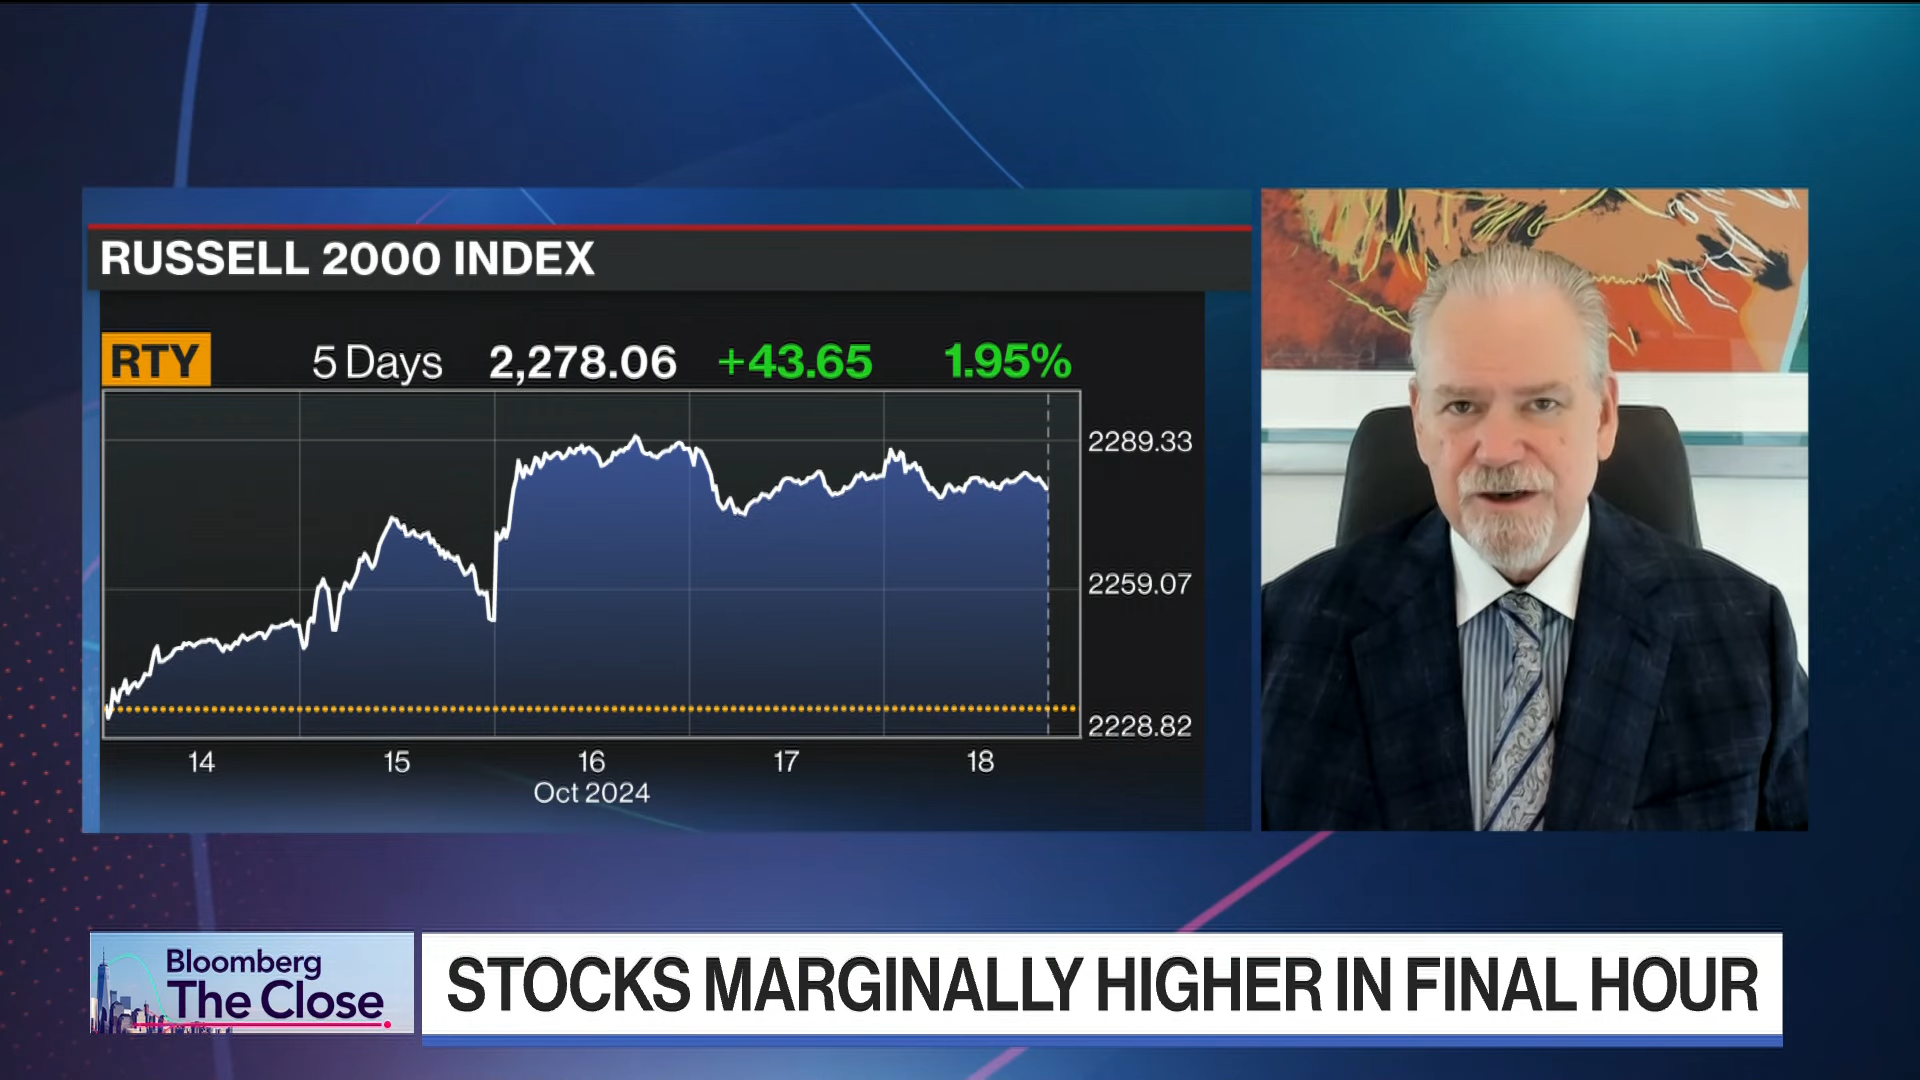 RUSSELL 2000 INDEX
RTY 5 Days 2,278.06 +43.65 1.95%
2289.33
2259.07
2228.82
14 15 16 17 18
Oct 2024
Bloomberg
The Close
STOCKS MARGINALLY HIGHER IN FINAL HOUR